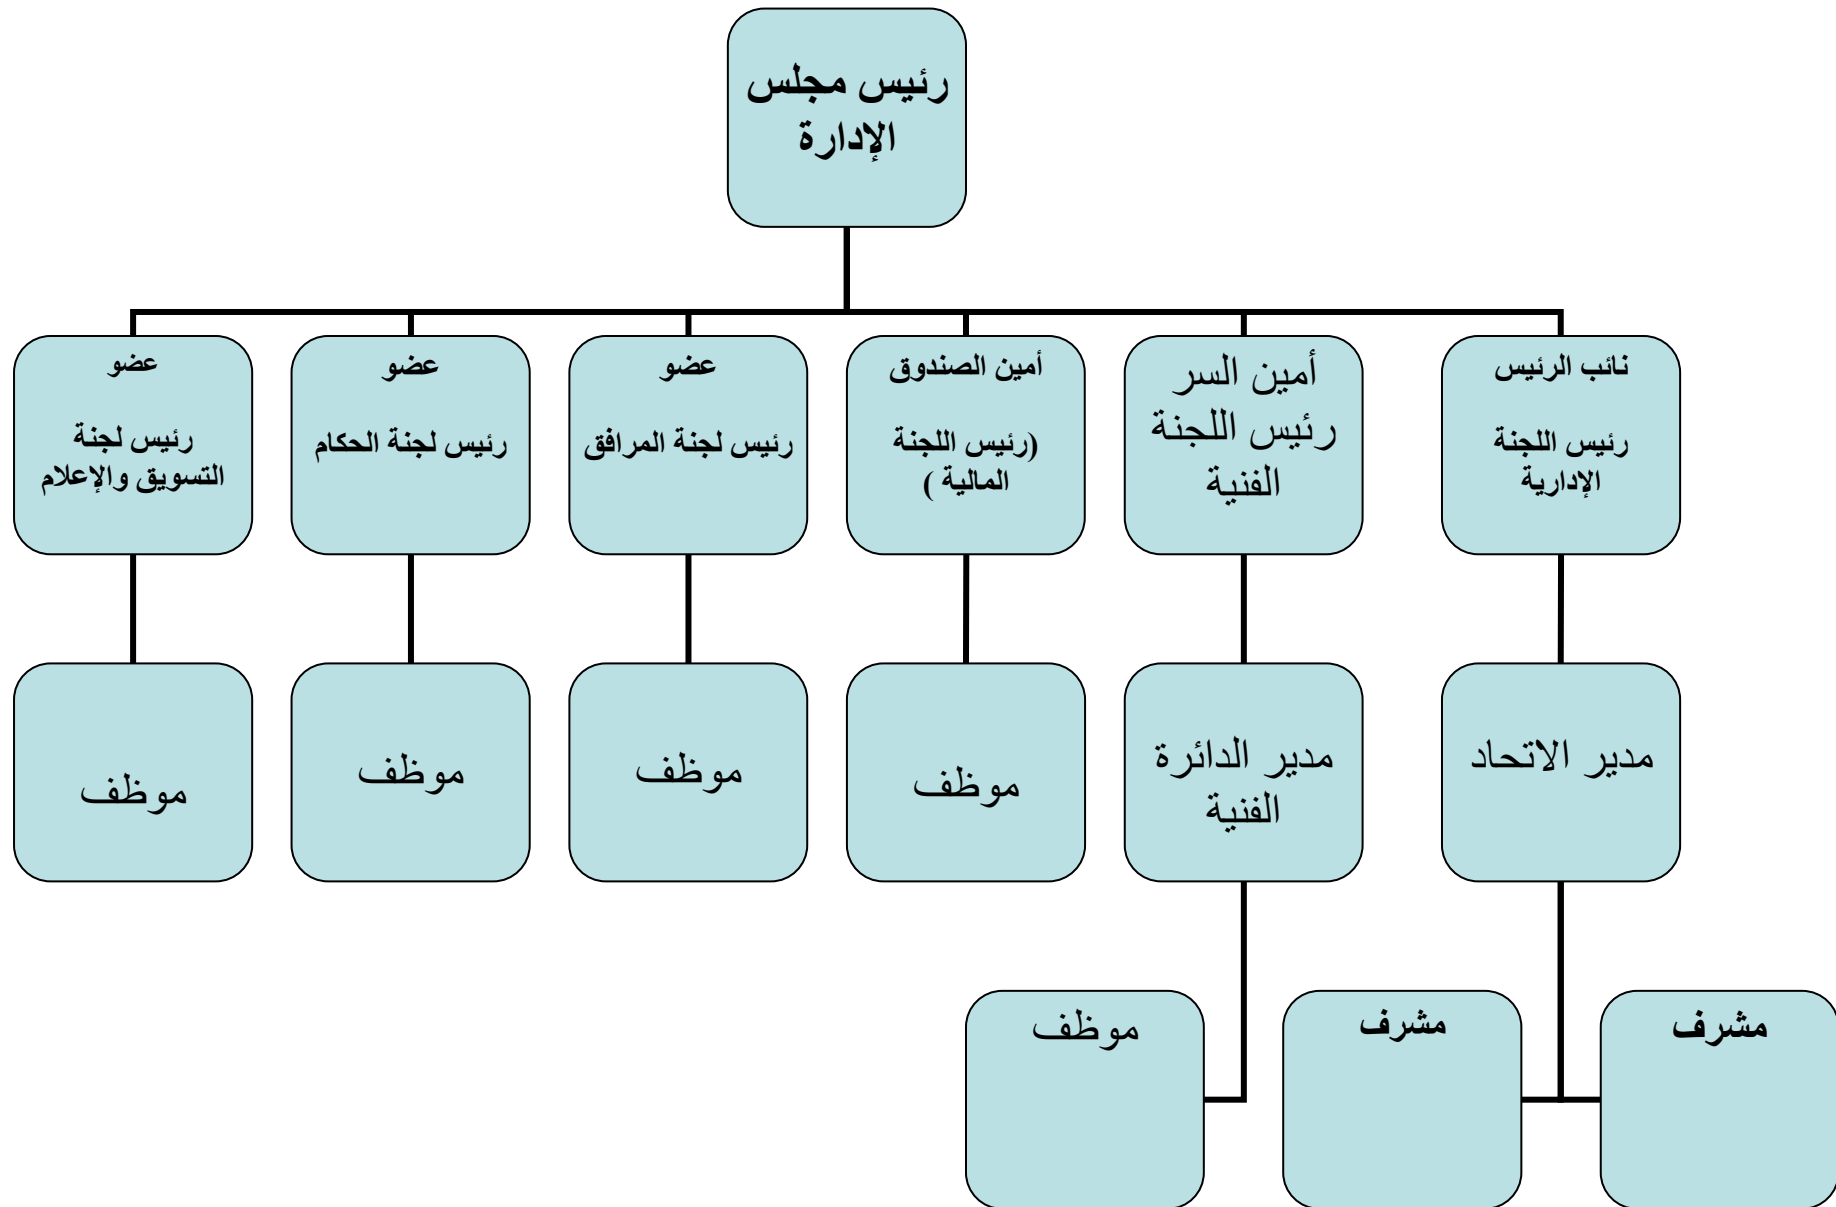 رئيس مجلس
الإدارة
نائب الرئيس
رئيس اللجنة
الإدارية
أمين السر
رئيس اللجنة
الفنية
أمين الصندوق
(رئيس اللجنة
المالية )
عضو
رئيس لجنة المرافق
عضو
رئيس لجنة الحكام
عضو
رئيس لجنة
التسويق والإعلام
مدير الاتحاد
مدير الدائرة
الفنية
موظف
موظف
موظف
موظف
مشرف
مشرف
موظف